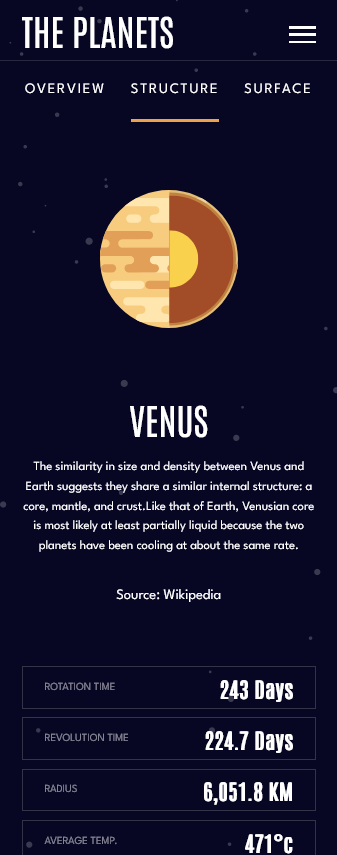 THE PLANETS
OVERVIEW STRUCTURE SURFACE
VENUS
The similarity in size and density between Venus and
Earth suggests they share a similar internal structure: a
core, mantle, and crust.Like that of Earth, Venusian core
is most likely at least partially liquid because the two
planets have been cooling at about the same rate.
Source: Wikipedia
ROTATION TIME 243 Days
REVOLUTION TIME 224.7 Days
RADIUS 6,051.8 KM
AVERAGE TEMP. 471°c